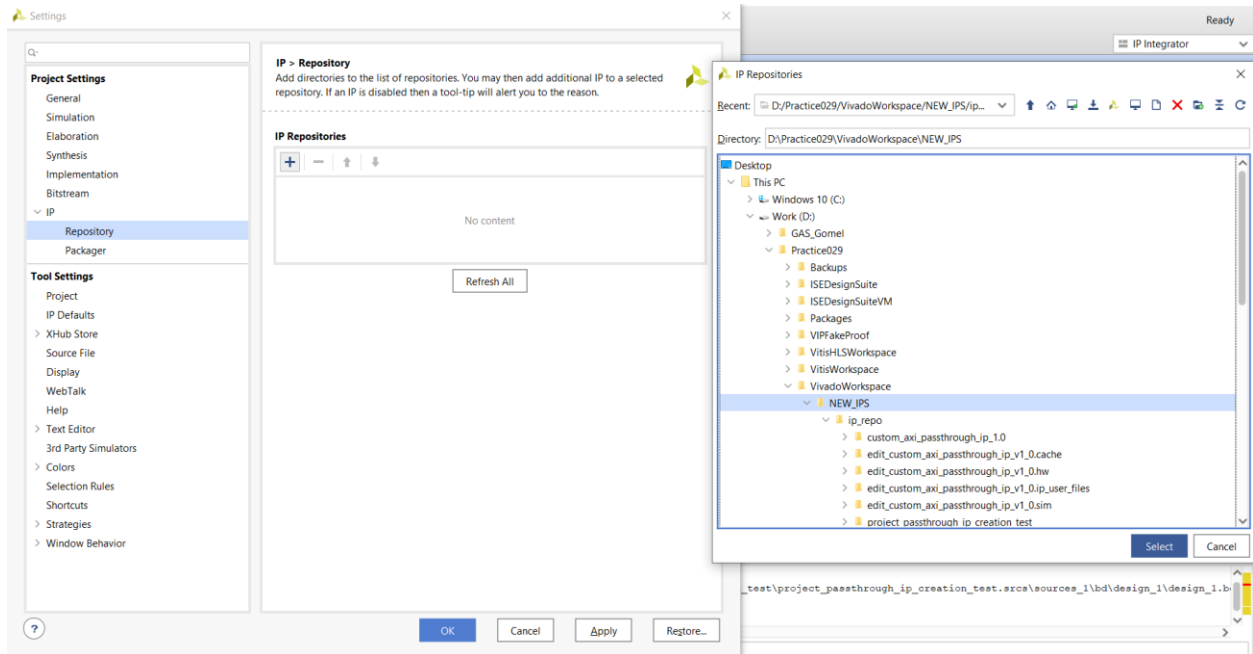 Settings
Project Settings
General
Simulation
Elaboration
Synthesis
Implementation
Bitstream
IP
Repository
Packager
Tool Settings
Project
IP Defaults
XHub Store
Source File
Display
WebTalk
Help
Text Editor
3rd Party Simulators
Colors
Selection Rules
Shortcuts
Strategies
Window Behavior
IP > Repository
Add directories to the list of repositories. You may then add additional IP to a selected
repository. If an IP is disabled then a tool-tip will alert you to the reason.
IP Repositories
No content
Refresh All
?
OK
Cancel
Apply
Restore...
Ready
IP Integrator
IP Repositories
Recent: D:/Practice029/VivadoWorkspace/NEW_IPS/ip...
Directory: D:\Practice029\VivadoWorkspace\NEW_IPS
Desktop
This PC
Windows 10 (C:)
Work (D:)
GAS_Gomel
Practice029
Backups
ISEDesignSuite
ISEDesignSuiteVM
Packages
VIPFakeProof
VitisHLSWorkspace
VitisWorkspace
VivadoWorkspace
NEW_IPS
ip_repo
custom_axi_passthrough_ip_1.0
edit_custom_axi_passthrough_ip_v1_0.cache
edit_custom_axi_passthrough_ip_v1_0.hw
edit_custom_axi_passthrough_ip_v1_0.ip_user_files
edit_custom_axi_passthrough_ip_v1_0.sim
project_passthrough_ip_creation_test
Select
Cancel
_test\project_passthrough_ip_creation_test.srcs\sources_1\bd\design_1\design_1.b